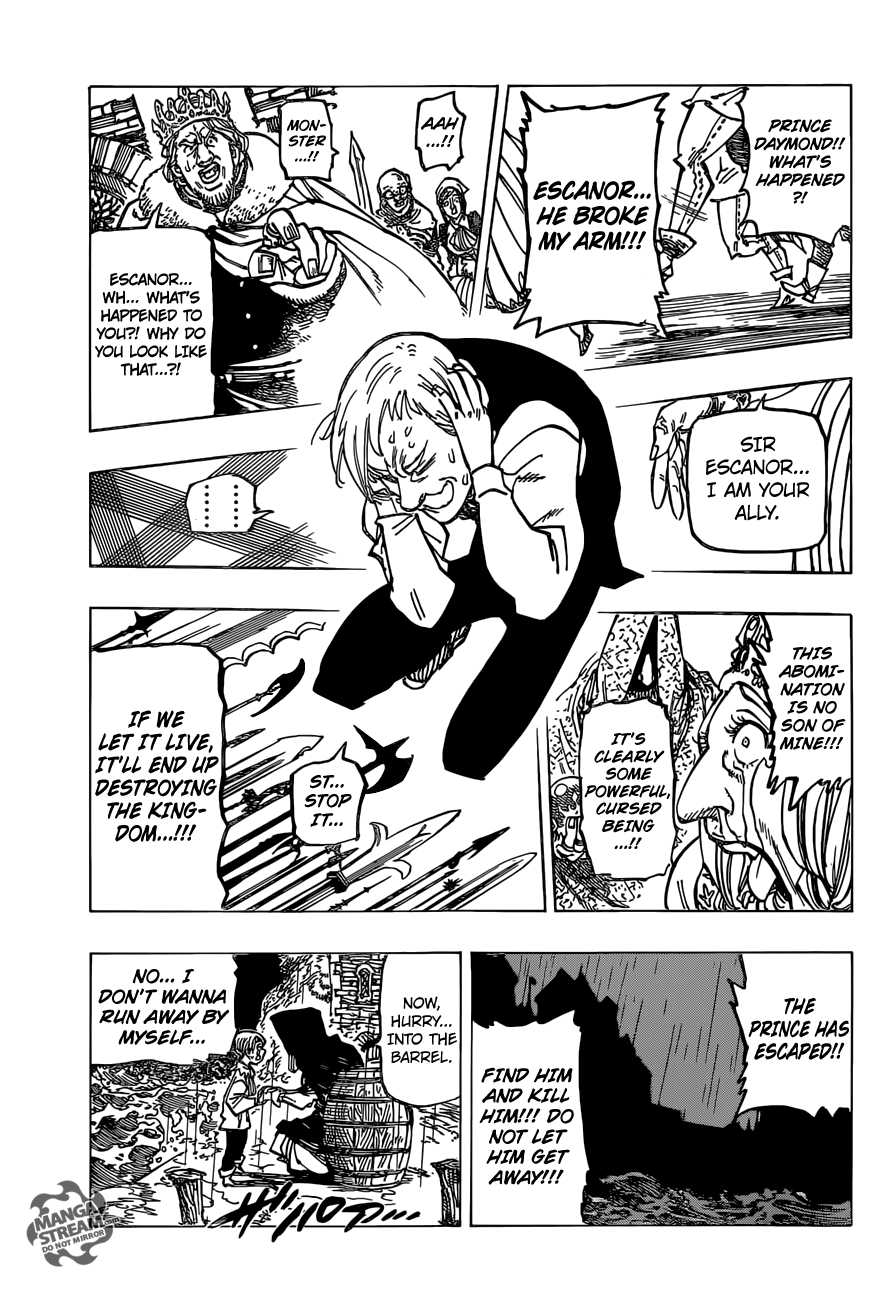 PRINCE
DAYMOND!!
WHAT'S
HAPPENED
?!
ESCANOR...
HE BROKE
MY ARM!!!
AAH
...!!
MON-
STER
...!!
ESCANOR...
WH... WHAT'S
HAPPENED TO
YOU?! WHY DO
YOU LOOK LIKE
THAT...?!
SIR
ESCANOR...
I AM YOUR
ALLY.
THIS
ABOMI-
NATION
IS NO
SON OF
MINE!!!
IT'S
CLEARLY
SOME
POWERFUL,
CURSED
BEING
...!!
ST...
STOP
IT...
IF WE
LET IT LIVE,
IT'LL END UP
DESTROYING
THE KING-
DOM...!!!
THE
PRINCE HAS
ESCAPED!!
FIND HIM
AND KILL
HIM!!! DO
NOT LET
HIM GET
AWAY!!!
NOW,
HURRY...
INTO THE
BARREL.
NO... I
DON'T WANNA
RUN AWAY BY
MYSELF...
MANGA
STREAM
DO NOT MIRROR